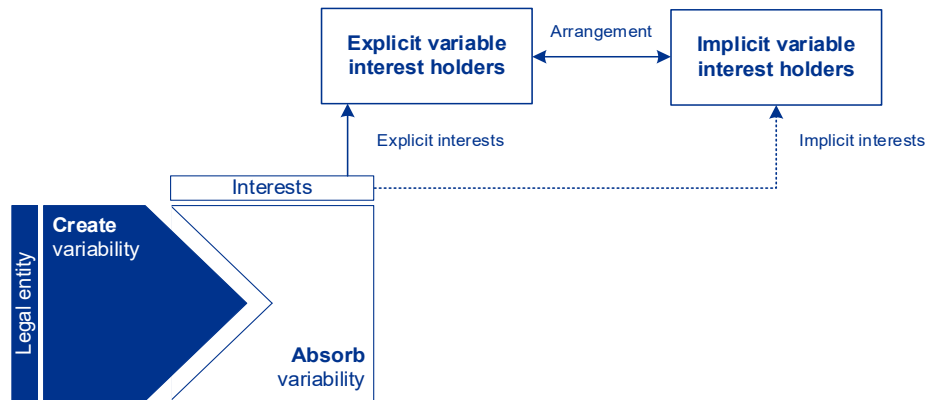 Explicit variable
interest holders
Arrangement
Implicit variable
interest holders
Explicit interests
Implicit interests
Interests
Legal entity
Create
variability
Absorb
variability